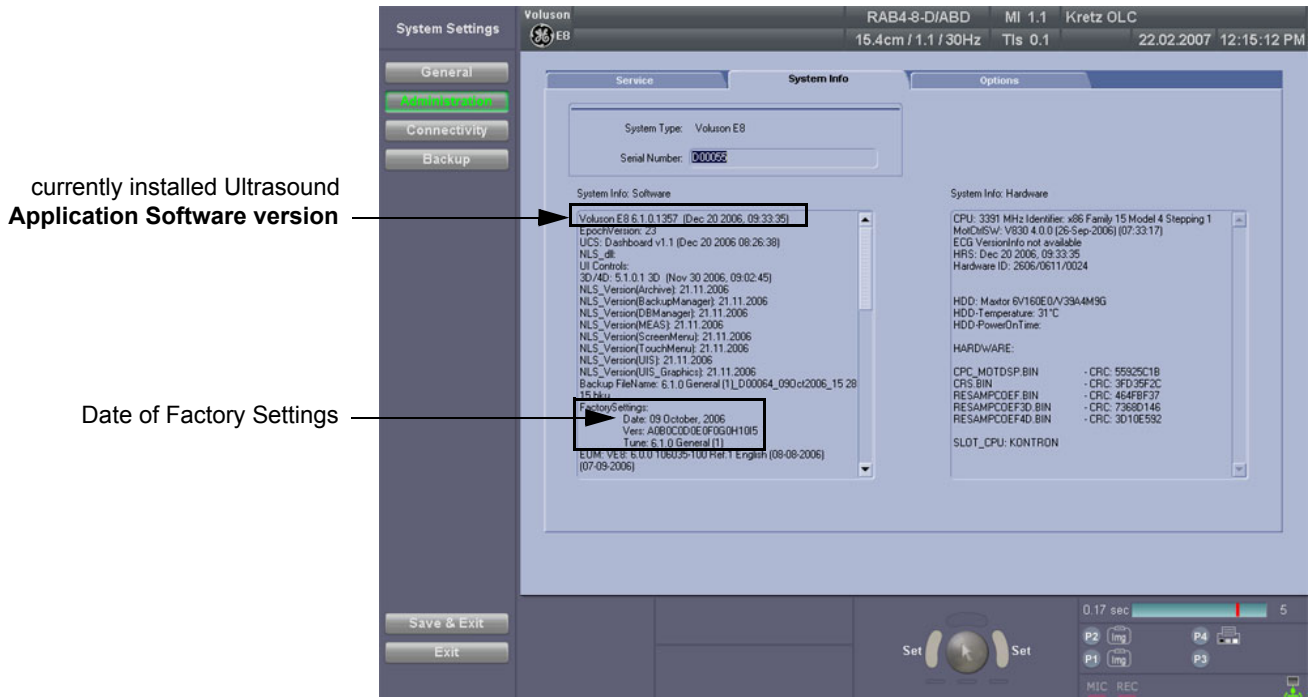 currently installed Ultrasound
Application Software version
Date of Factory Settings
System Settings
Voluson
E8
RAB4-8-D/ABD MI 1.1 Kretz OLC
15.4cm / 1.1 / 30Hz TIs 0.1 22.02.2007 12:15:12 PM
General
Administration
Connectivity
Backup
Service System Info Options
System Type: Voluson E8
Serial Number: D00055
System Info: Software
Voluson E8 6.1.0.1357 (Dec 20 2006, 09:33:35)
EpochVersion: 23
UCS: Dashboard v1.1 (Dec 20 2006 08:26:38)
NLS_dll:
UI Controls:
3D/4D: 5.1.0.1 3D (Nov 30 2006, 09:02:45)
NLS_Version(Archive): 21.11.2006
NLS_Version(BackupManager): 21.11.2006
NLS_Version(DBManager): 21.11.2006
NLS_Version(MEAS): 21.11.2006
NLS_Version(ScreenMenu): 21.11.2006
NLS_Version(TouchMenu): 21.11.2006
NLS_Version(UIS): 21.11.2006
NLS_Version(UIS_Graphics): 21.11.2006
Backup FileName: 6.1.0 General (1)_D00064_09Oct2006_15 28
15.bku
FactorySettings:
Date: 09 October, 2006
Vers: A0B0C0D0E0F0G0H10I5
Tune: 6.1.0 General (1)
EUM: VE8: 6.0.0 106035-100 Ref.1 English (08-08-2006)
(07-09-2006)
System Info: Hardware
CPU: 3391 MHz Identifier: x86 Family 15 Model 4 Stepping 1
MotCtrlSW: V830 4.0.0 (26-Sep-2006) (07:33:17)
ECG VersionInfo not available
HRS: Dec 20 2006, 09:33:35
Hardware ID: 2606/0611/0024
HDD: Maxtor 6V160E0/V39A4M9G
HDD-Temperature: 31°C
HDD-PowerOnTime:
HARDWARE:
CPC_MOTDSP.BIN - CRC: 55925C1B
CRS.BIN - CRC: 3FD35F2C
RESAMPCOEF.BIN - CRC: 464FBF37
RESAMPCOEF3D.BIN - CRC: 7368D146
RESAMPCOEF4D.BIN - CRC: 3D10E592
SLOT_CPU: KONTRON
Save & Exit
Exit
Set Set
0.17 sec 5
P2 Img P4
P1 Img P3
MIC REC